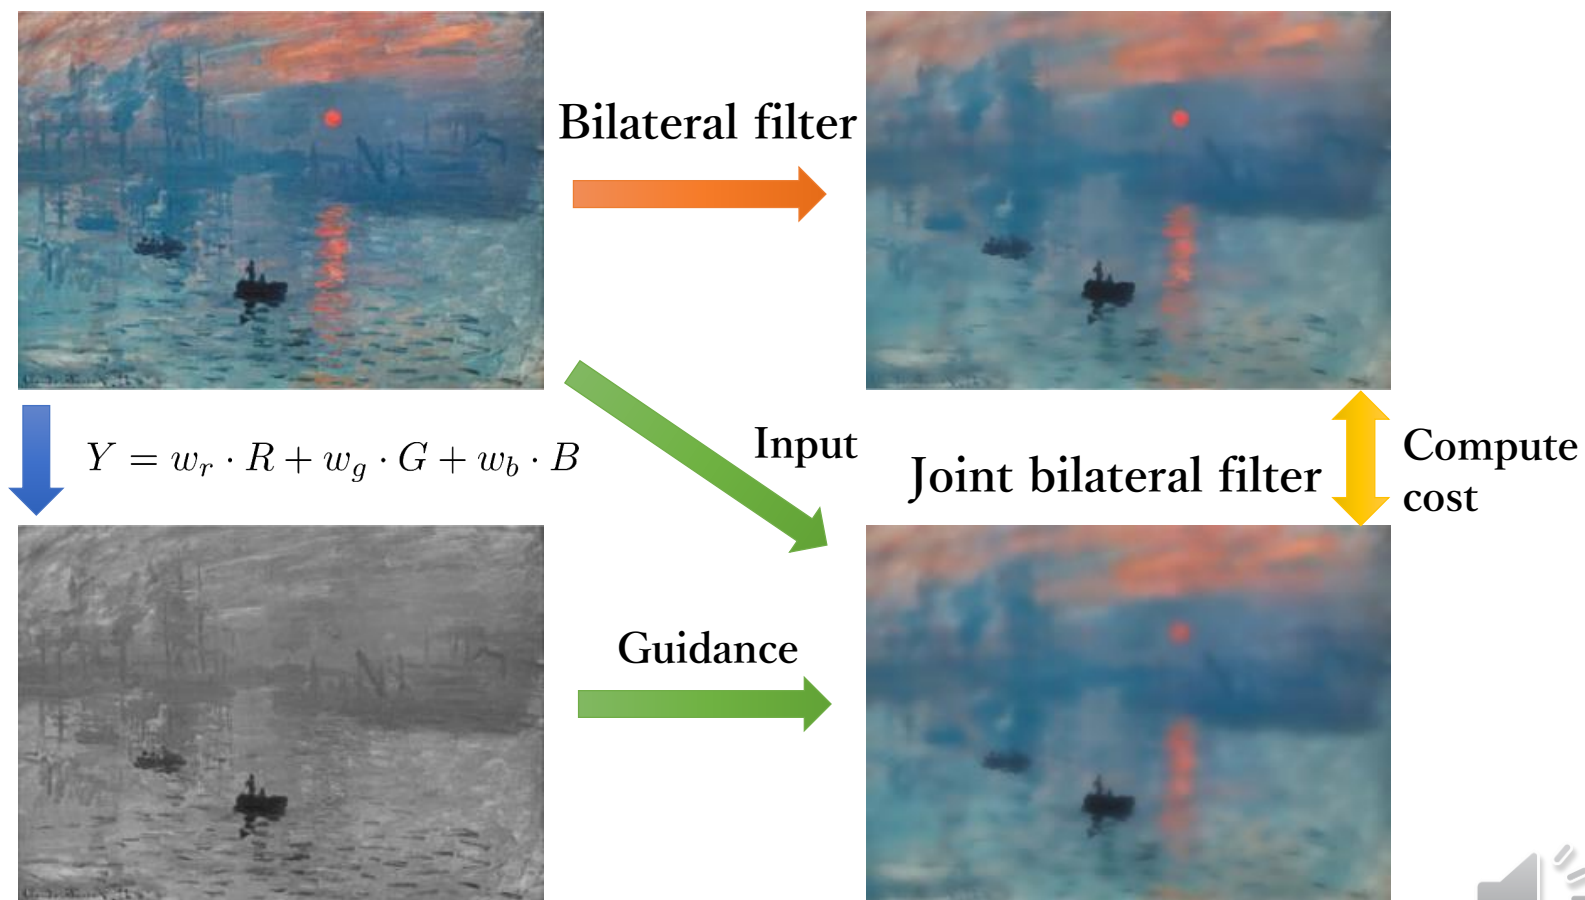 Bilateral filter
Y = w_r · R + w_g · G + w_b · B
Input
Joint bilateral filter
Compute
cost
Guidance